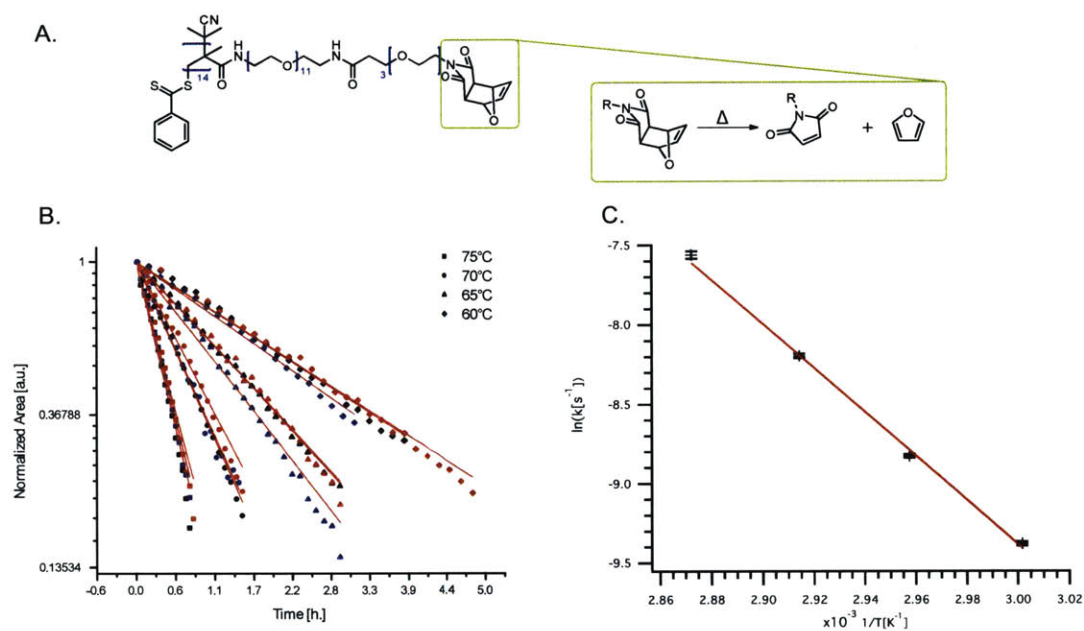 A.
CN
14
O
H
N
O
11
N
H
O
3
O
N
O
O
O
S
S
R
N
O
O
O
Δ
R
N
O
O
+
O
B.
1
0.36788
0.13534
Normalized Area [a.u.]
75°C
70°C
65°C
60°C
-0.6 0.0 0.6 1.1 1.7 2.2 2.8 3.3 3.9 4.4 5.0
Time [h.]
C.
-7.5
-8.0
-8.5
-9.0
-9.5
ln(k[s⁻¹])
2.86 2.88 2.90 2.92 2.94 2.96 2.98 3.00 3.02
x10⁻³ 1/T[K⁻¹]